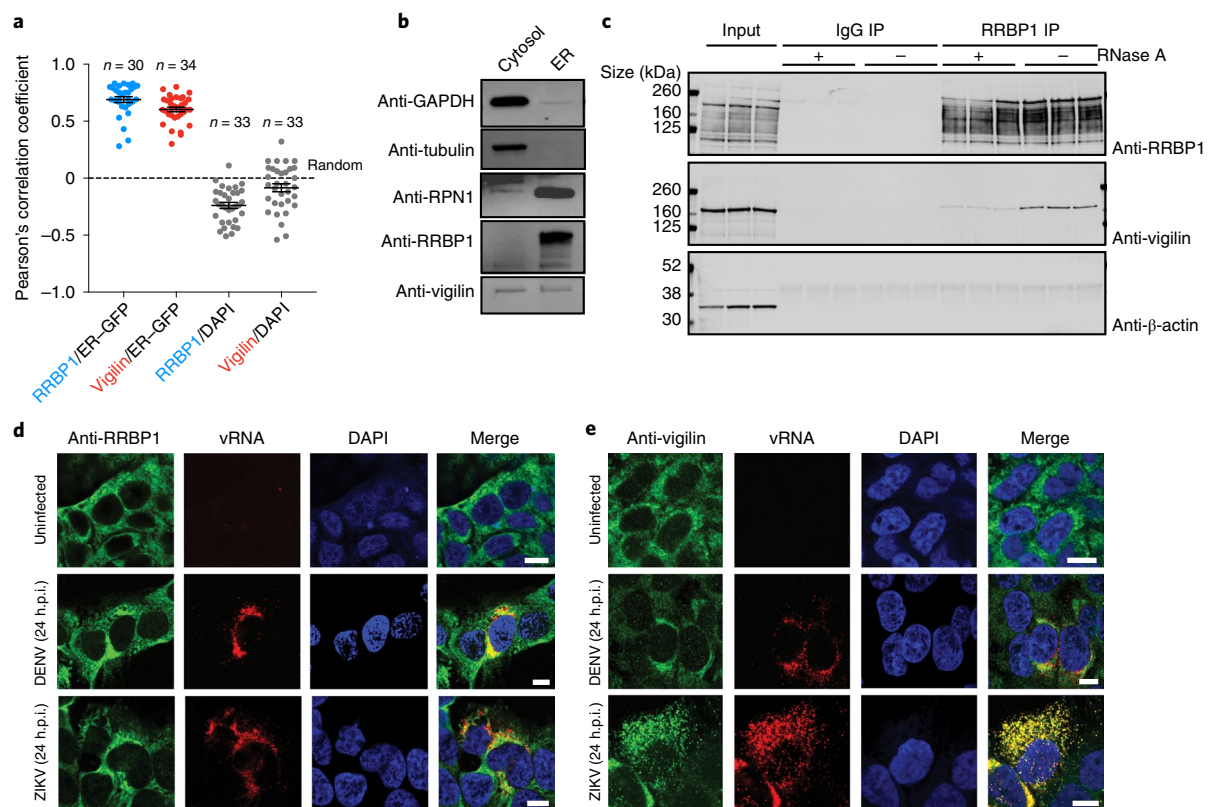 a
Pearson's correlation coefficient
1.0
0.5
0
−0.5
−1.0
n = 30
n = 34
n = 33
n = 33
Random
RRBP1/ER–GFP
Vigilin/ER–GFP
RRBP1/DAPI
Vigilin/DAPI
b
Cytosol
ER
Anti-GAPDH
Anti-tubulin
Anti-RPN1
Anti-RRBP1
Anti-vigilin
c
Input
IgG IP
RRBP1 IP
+
−
+
−
RNase A
Size (kDa)
260
160
125
Anti-RRBP1
260
160
125
Anti-vigilin
52
38
30
Anti-β-actin
d
Anti-RRBP1
vRNA
DAPI
Merge
Uninfected
DENV (24 h.p.i.)
ZIKV (24 h.p.i.)
e
Anti-vigilin
vRNA
DAPI
Merge
Uninfected
DENV (24 h.p.i.)
ZIKV (24 h.p.i.)